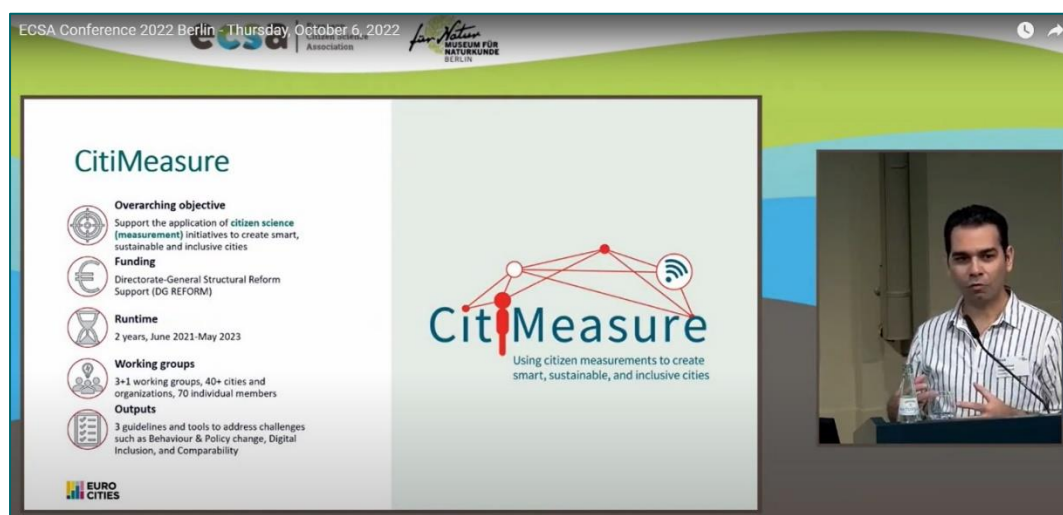 ECSA Conference 2022 Berlin - Thursday, October 6, 2022
ecsa
Citizen Science
Association
für Natur
MUSEUM FÜR
NATURKUNDE
BERLIN
CitiMeasure
Overarching objective
Support the application of citizen science
(measurement) initiatives to create smart,
sustainable and inclusive cities
Funding
Directorate-General Structural Reform
Support (DG REFORM)
Runtime
2 years, June 2021-May 2023
Working groups
3+1 working groups, 40+ cities and
organizations, 70 individual members
Outputs
3 guidelines and tools to address challenges
such as Behaviour & Policy change, Digital
Inclusion, and Comparability
EURO
CITIES
CitiMeasure
Using citizen measurements to create
smart, sustainable, and inclusive cities